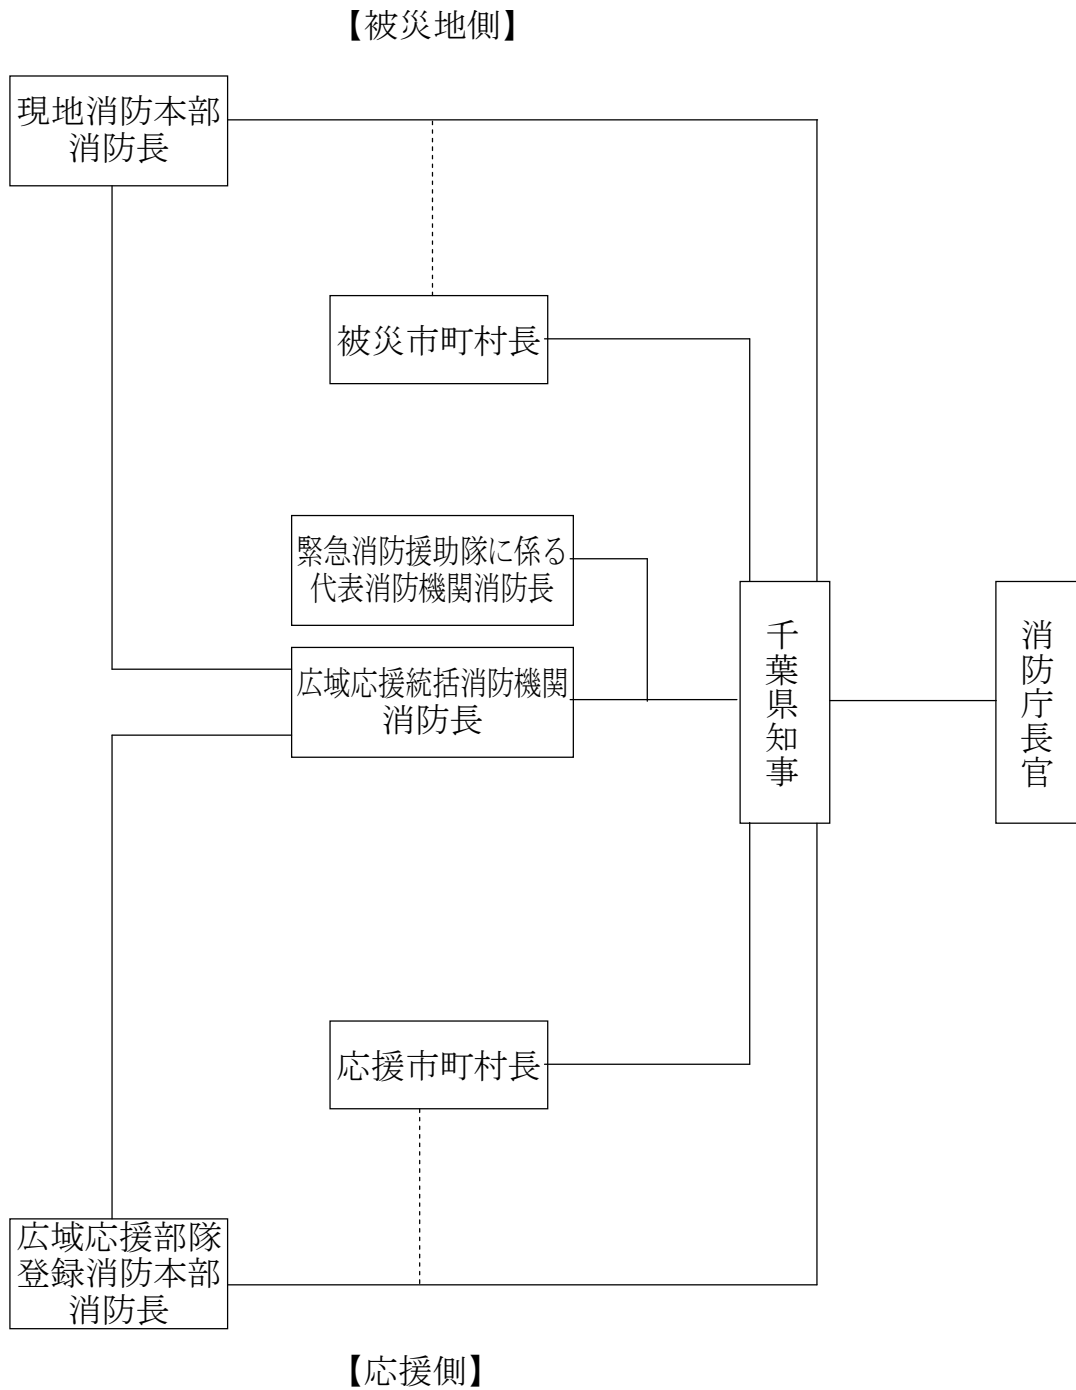 【被災地側】
現地消防本部
消防長
被災市町村長
緊急消防援助隊に係る
代表消防機関消防長
広域応援統括消防機関
消防長
千葉県知事
消防庁長官
応援市町村長
広域応援部隊
登録消防本部
消防長
【応援側】